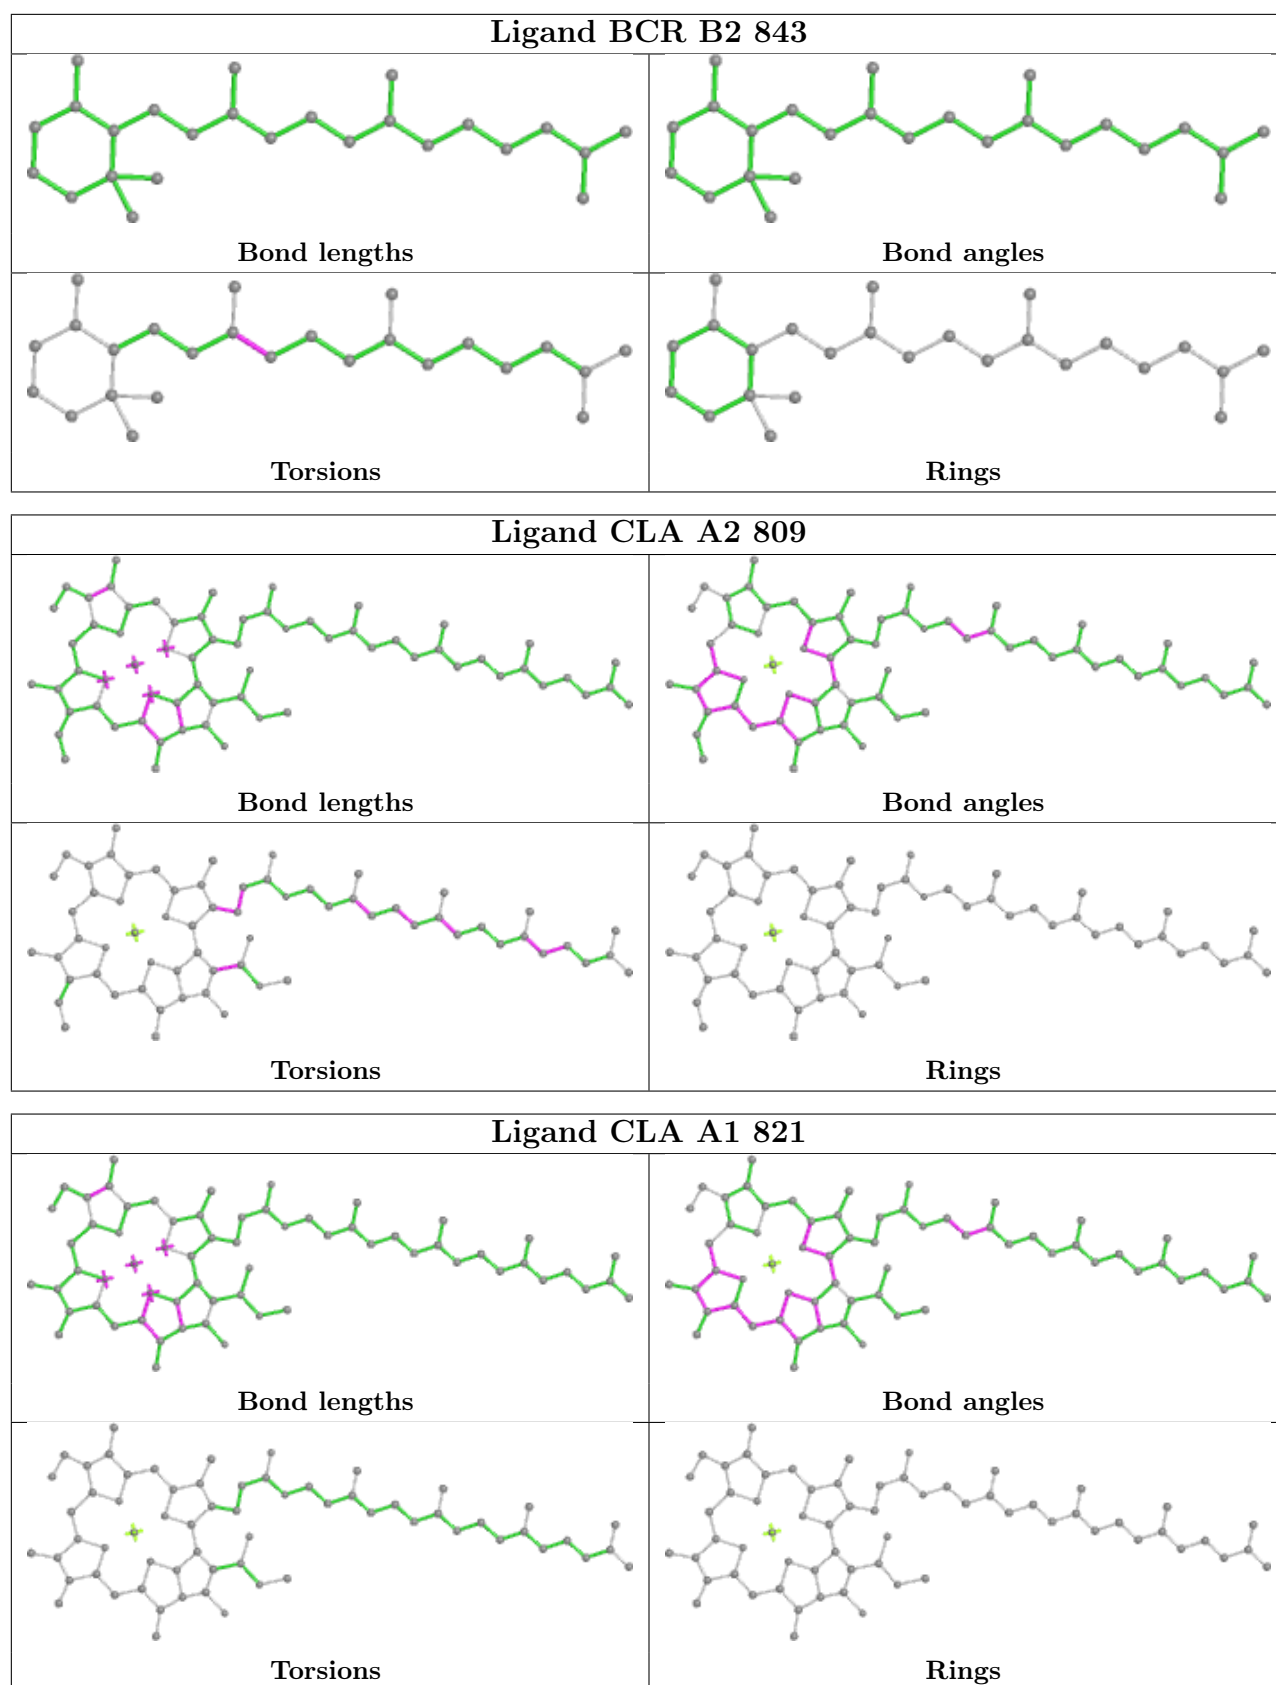 Ligand BCR B2 843
Bond lengths
Bond angles
Torsions
Rings
Ligand CLA A2 809
Bond lengths
Bond angles
Torsions
Rings
Ligand CLA A1 821
Bond lengths
Bond angles
Torsions
Rings